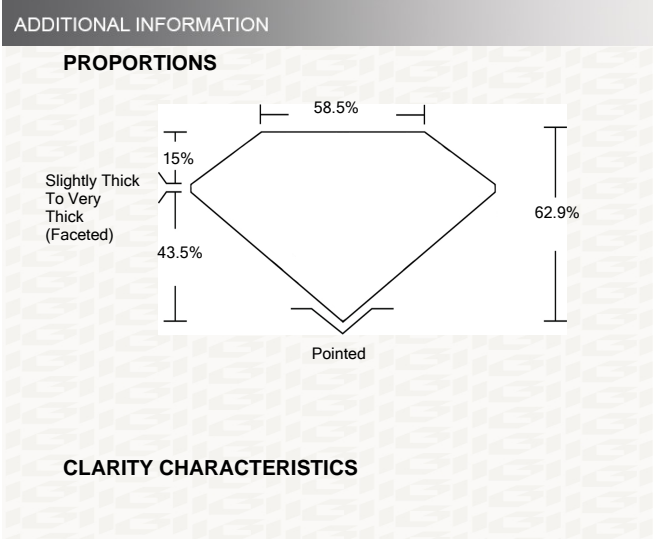 ADDITIONAL INFORMATION
PROPORTIONS
58.5%
15%
Slightly Thick
To Very
Thick
(Faceted)
62.9%
43.5%
Pointed
CLARITY CHARACTERISTICS